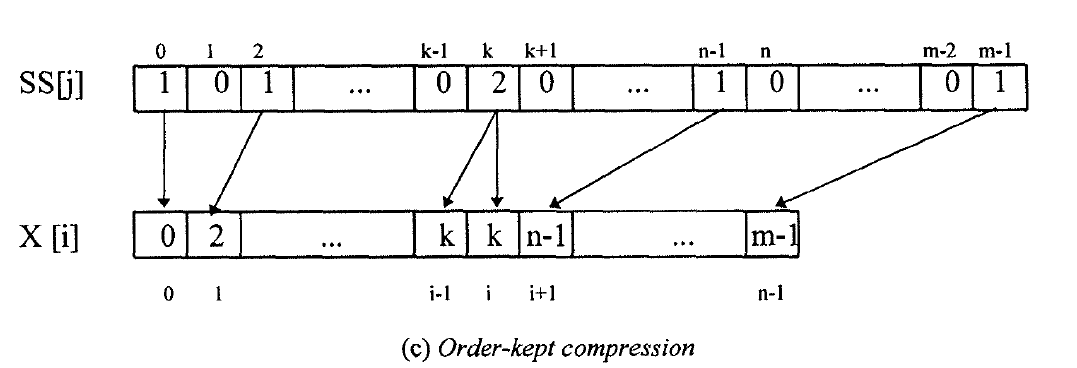 0 1 2 k-1 k k+1 n-1 n m-2 m-1
SS[j] 1 0 1 ... 0 2 0 ... 1 0 ... 0 1
X [i] 0 2 ... k k n-1 ... m-1
0 1 i-1 i i+1 n-1
(c) Order-kept compression